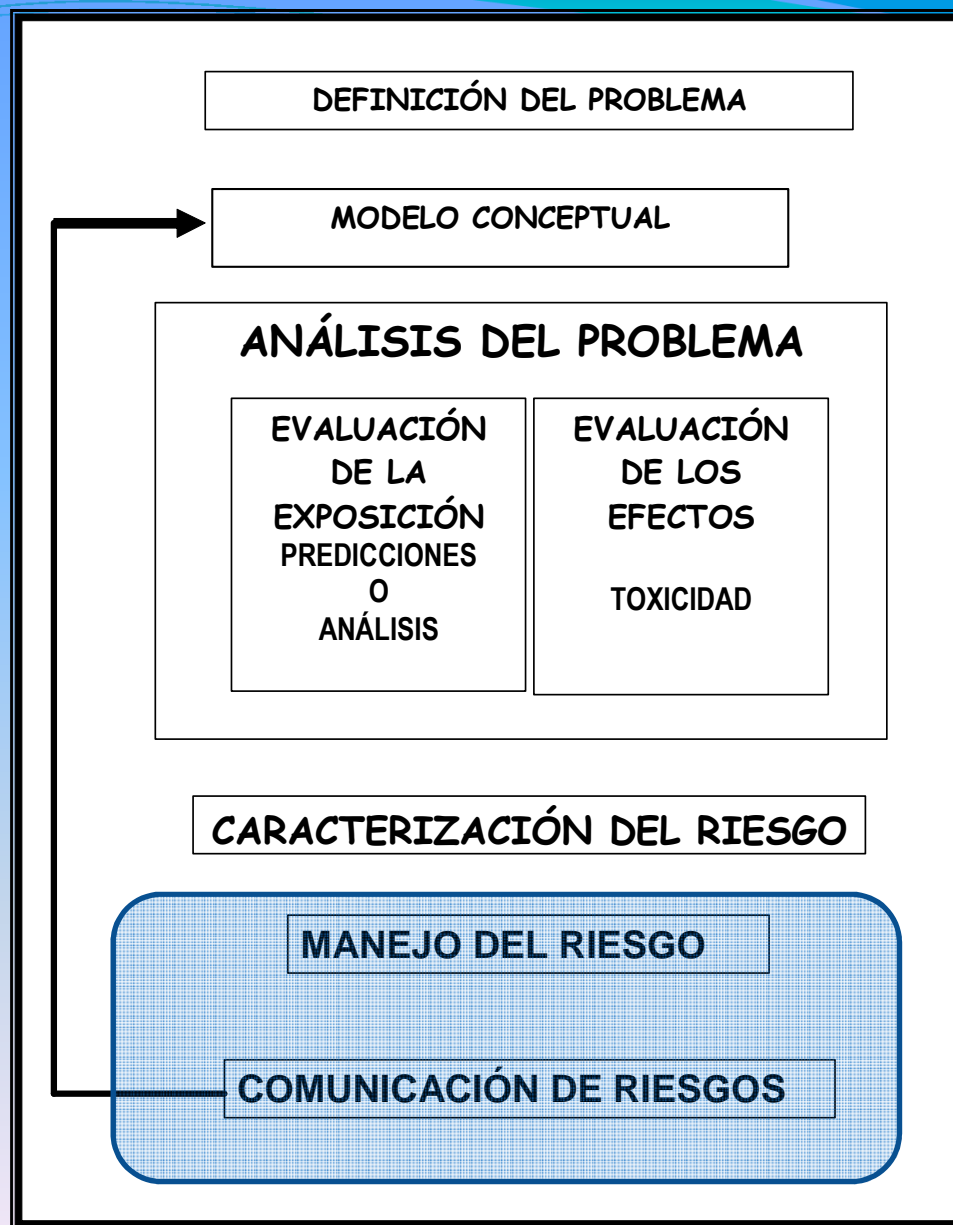 DEFINICIÓN DEL PROBLEMA
MODELO CONCEPTUAL
ANÁLISIS DEL PROBLEMA
EVALUACIÓN
DE LA
EXPOSICIÓN
PREDICCIONES
O
ANÁLISIS
EVALUACIÓN
DE LOS
EFECTOS
TOXICIDAD
CARACTERIZACIÓN DEL RIESGO
MANEJO DEL RIESGO
COMUNICACIÓN DE RIESGOS